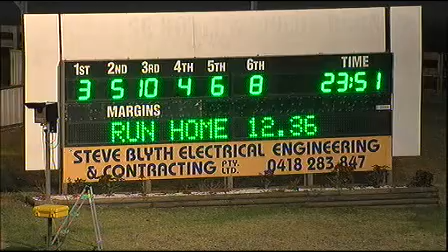 1ST 2ND 3RD 4TH 5TH 6TH TIME
3 5 10 4 6 8 23:51
MARGINS
RUN HOME 12.36
STEVE BLYTH ELECTRICAL ENGINEERING
& CONTRACTING PTY. LTD. 0418 283 847